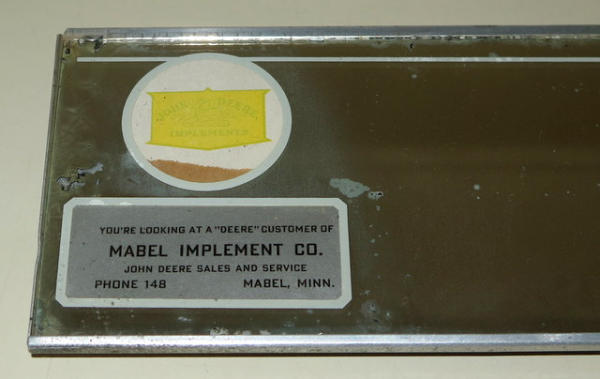 JOHN DEERE
IMPLEMENTS
YOU'RE LOOKING AT A "DEERE" CUSTOMER OF
MABEL IMPLEMENT CO.
JOHN DEERE SALES AND SERVICE
PHONE 148 MABEL, MINN.